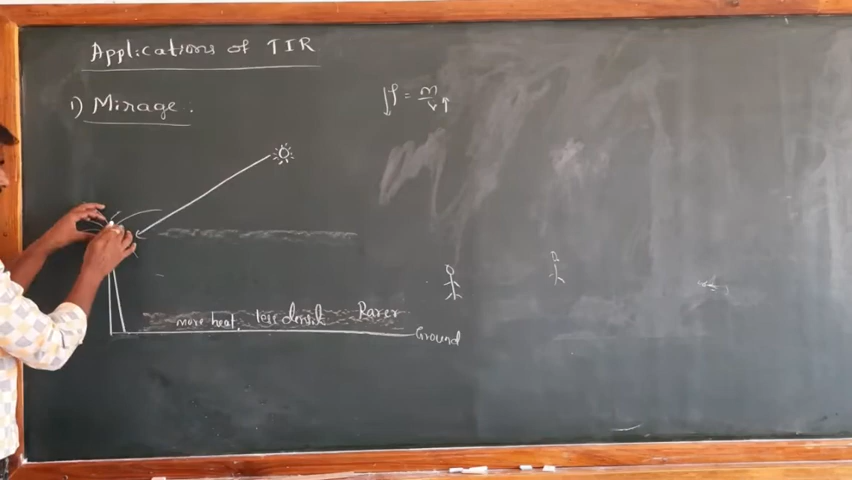 Applications of TIR
1) Mirage :
ρ = m/v
more heat, less density Rarer
Ground